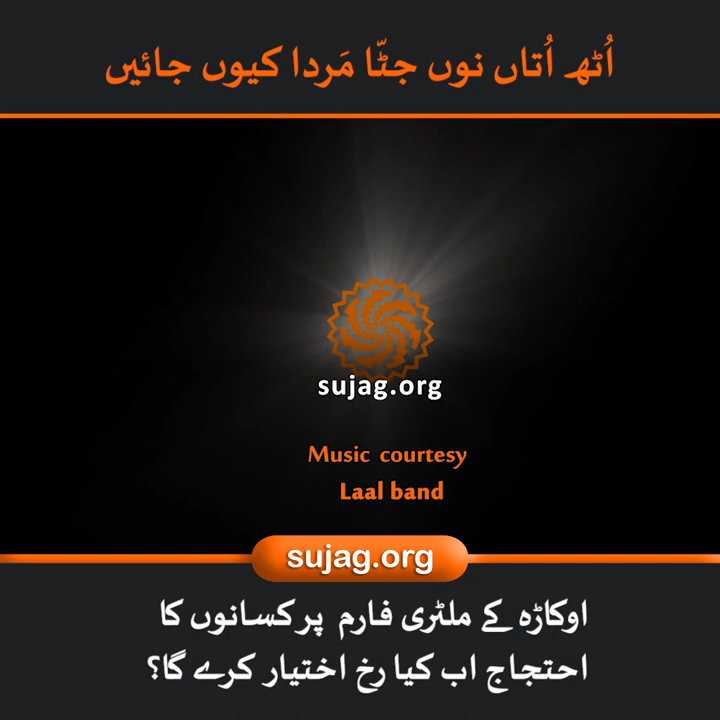 اُٹھ اُتاں نوں جٹّا مَردا کیوں جائیں
sujag.org
Music courtesy
Laal band
sujag.org
اوکاڑہ کے ملٹری فارم پر کسانوں کا
احتجاج اب کیا رخ اختیار کرے گا؟